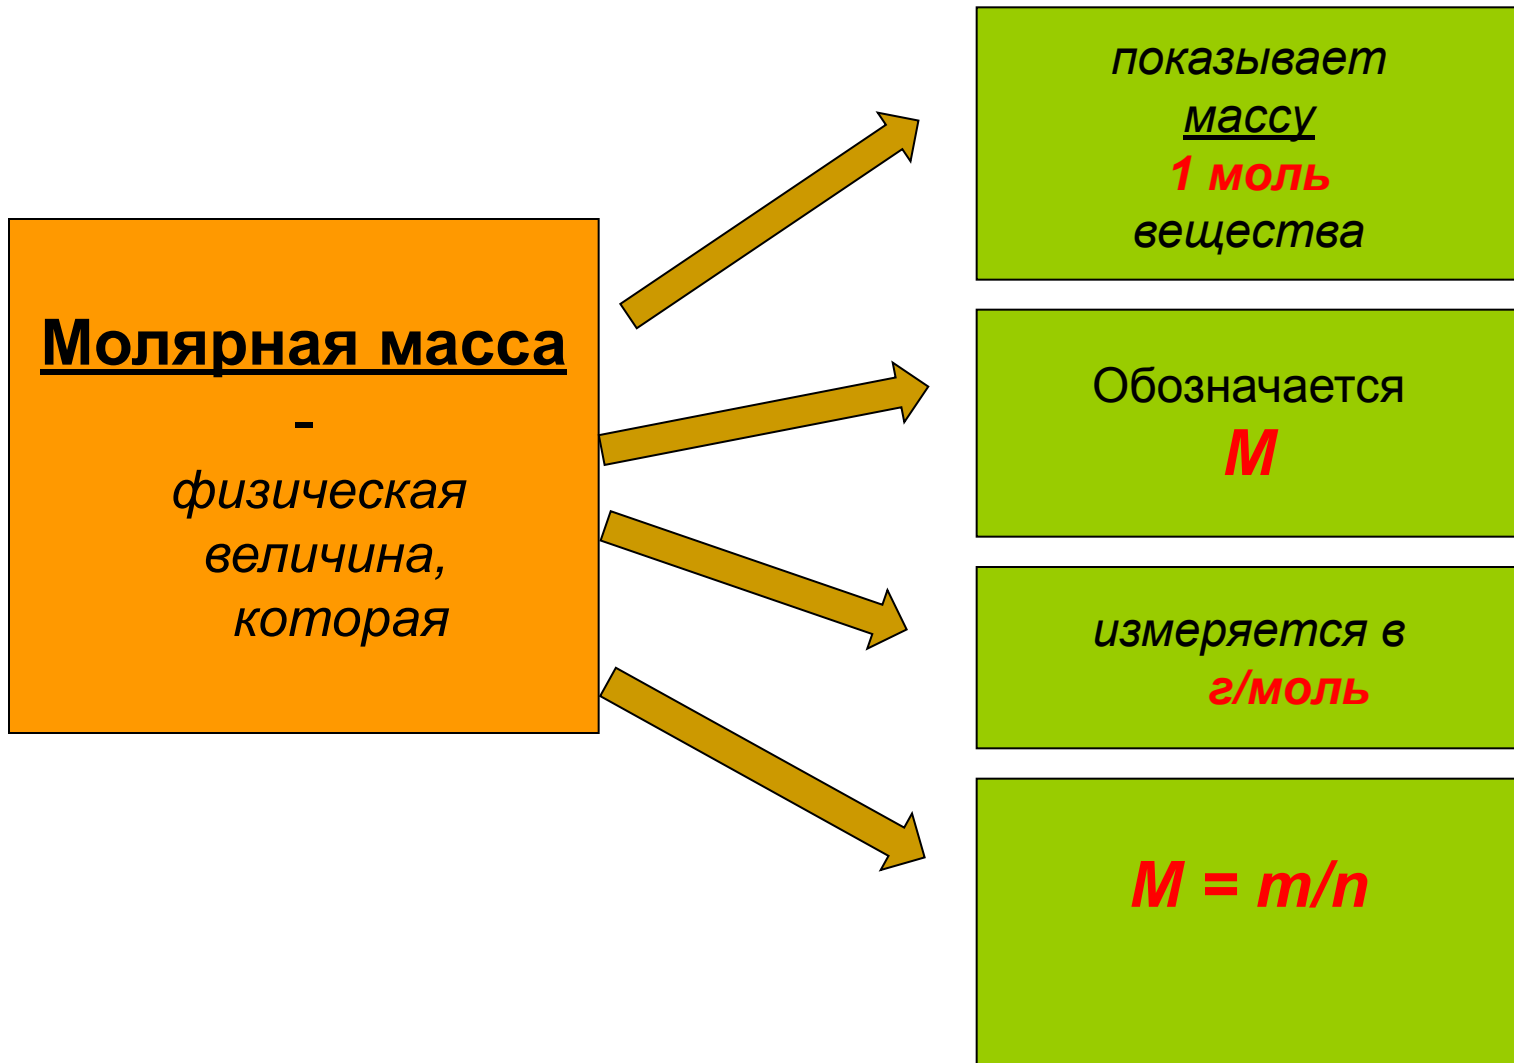 Молярная масса
-
физическая
величина,
которая
показывает
массу
1 моль
вещества
Обозначается
М
измеряется в
г/моль
M = m/n